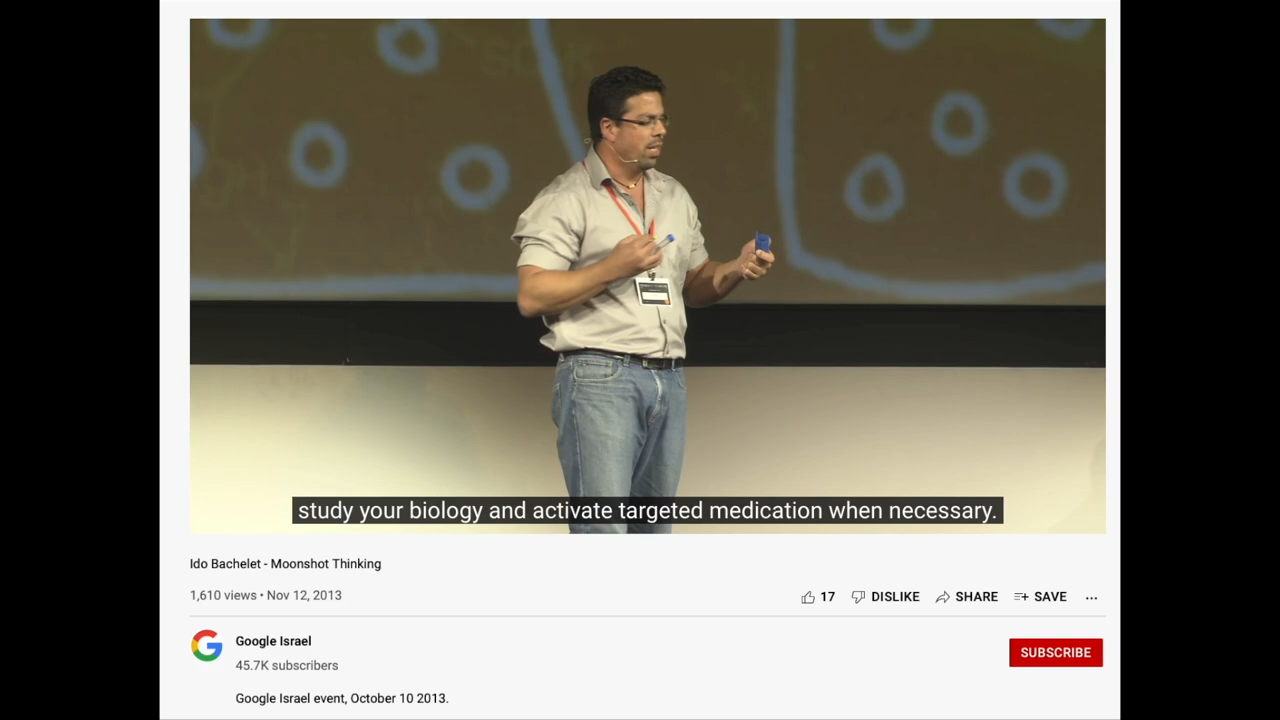 study your biology and activate targeted medication when necessary.
Ido Bachelet - Moonshot Thinking
1,610 views • Nov 12, 2013
17 DISLIKE SHARE SAVE ...
Google Israel
45.7K subscribers
SUBSCRIBE
Google Israel event, October 10 2013.